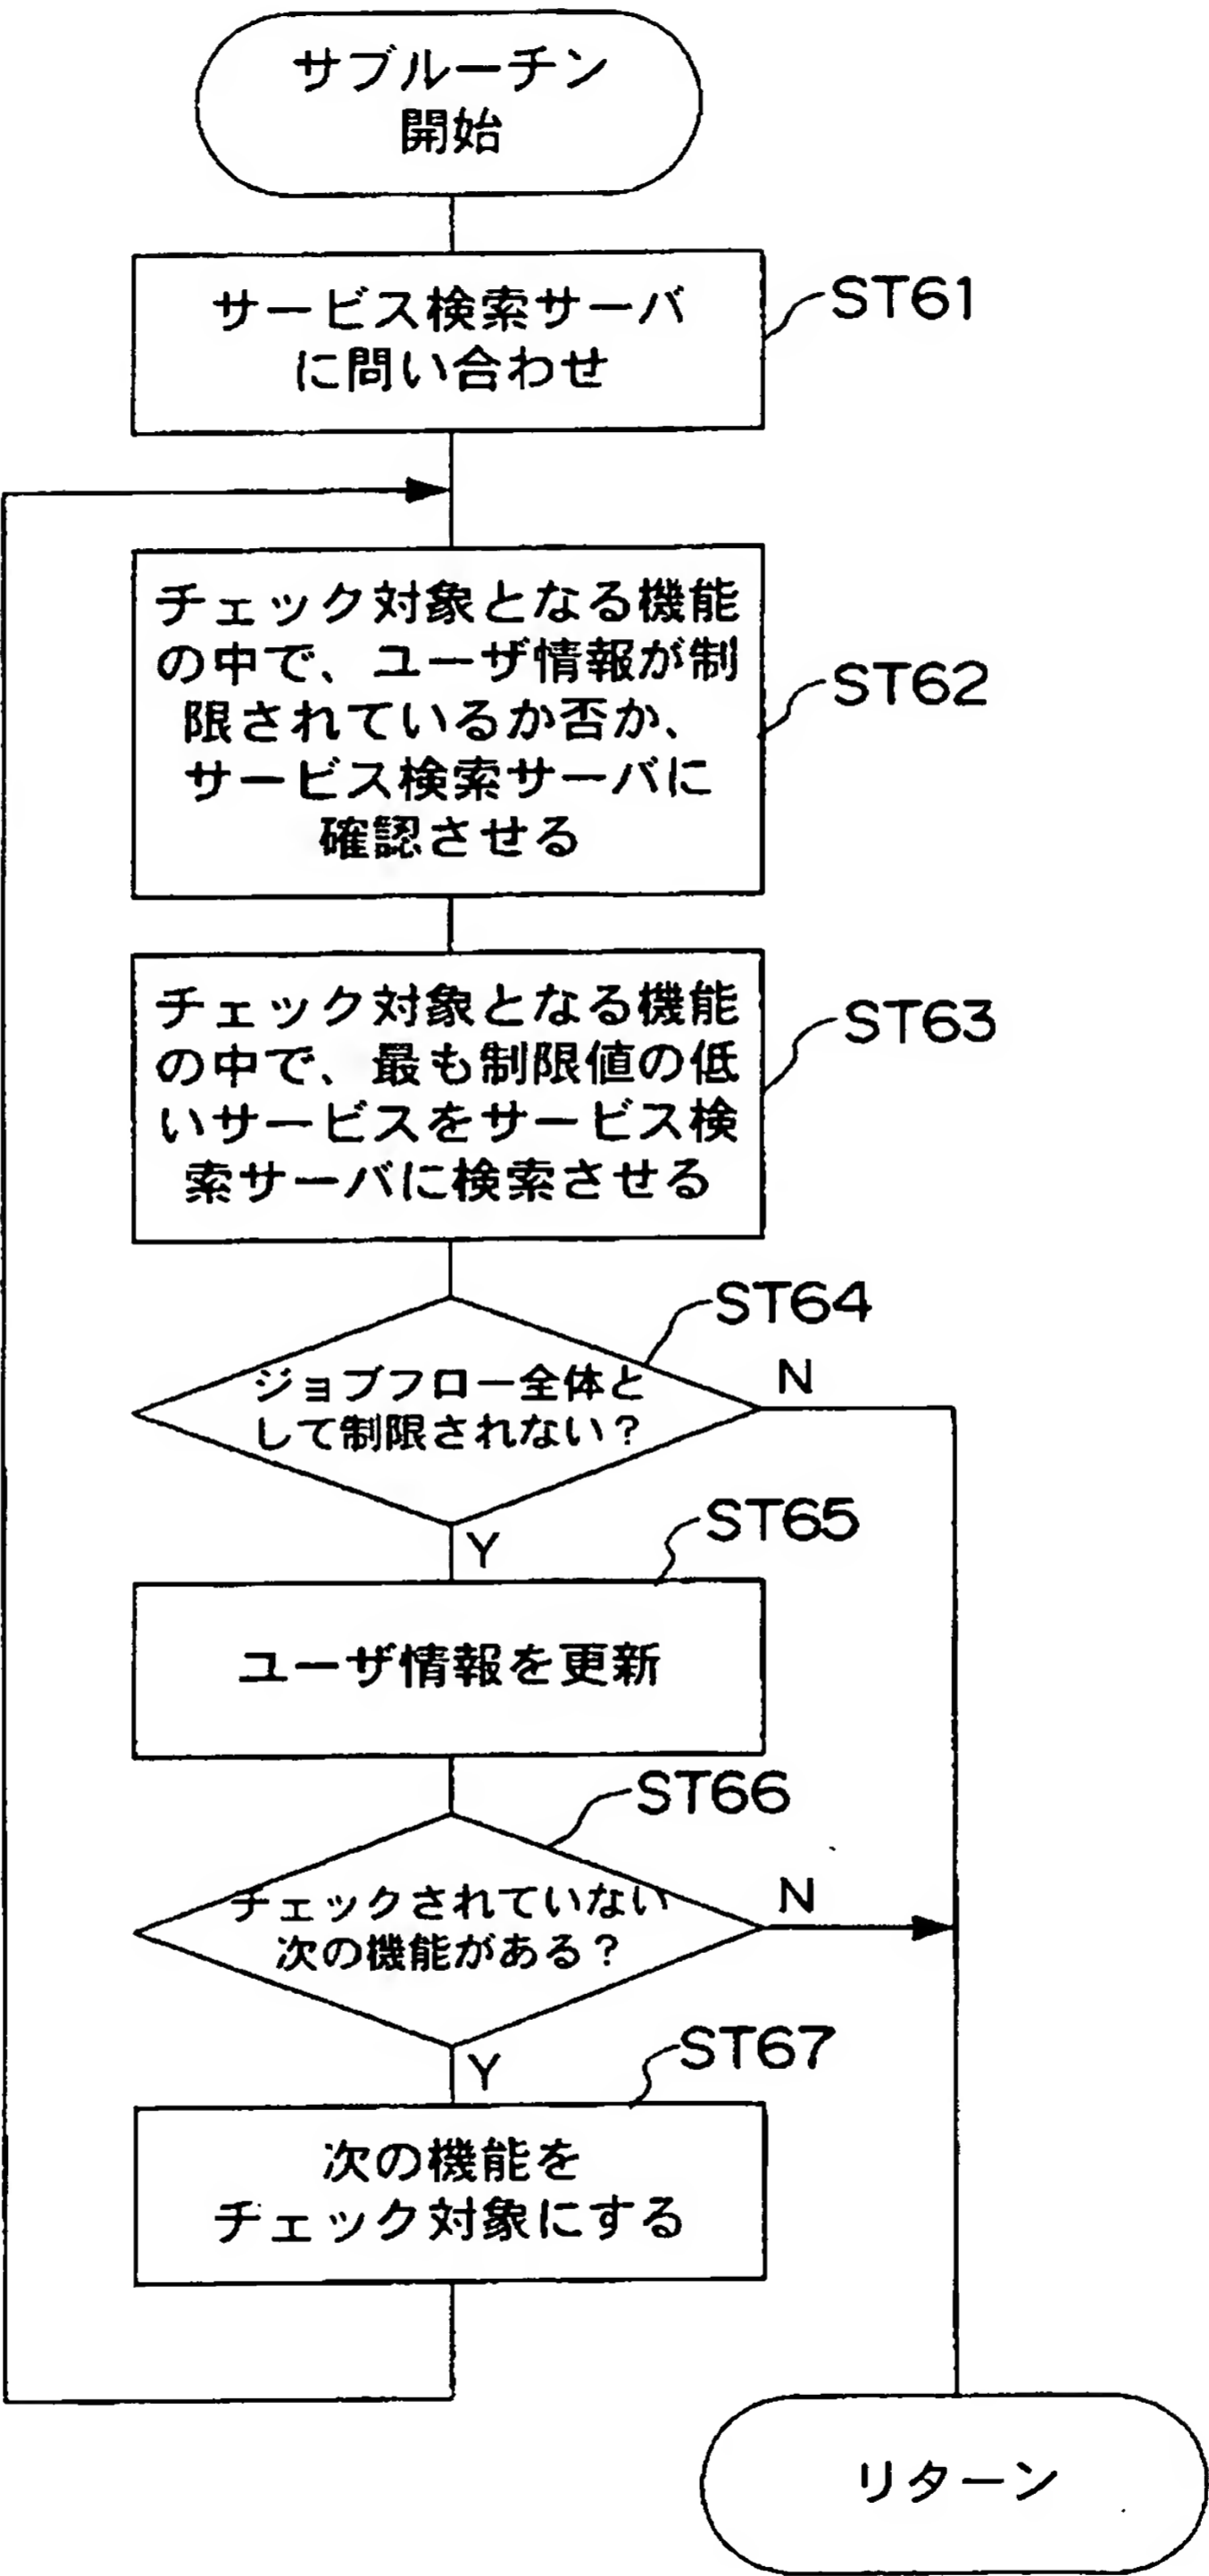 サブルーチン
開始
サービス検索サーバ
に問い合わせ
ST61
チェック対象となる機能
の中で、ユーザ情報が制
限されているか否か、
サービス検索サーバに
確認させる
ST62
チェック対象となる機能
の中で、最も制限値の低
いサービスをサービス検
索サーバに検索させる
ST63
ST64
ジョブフロー全体と
して制限されない?
N
Y
ST65
ユーザ情報を更新
ST66
チェックされていない
次の機能がある?
N
Y
ST67
次の機能を
チェック対象にする
リターン